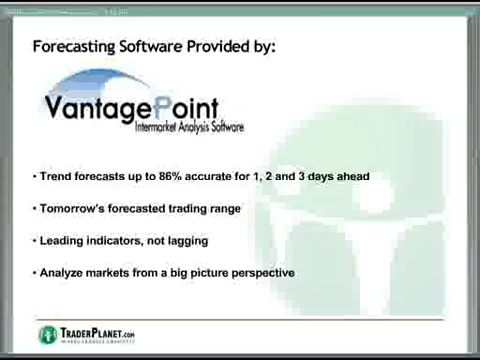 Forecasting Software Provided by:
VantagePoint
Intermarket Analysis Software
• Trend forecasts up to 86% accurate for 1, 2 and 3 days ahead
• Tomorrow's forecasted trading range
• Leading indicators, not lagging
• Analyze markets from a big picture perspective
TRADERPLANET.COM